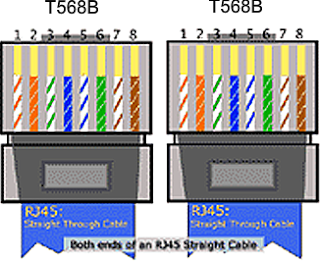 T568B T568B
1 2 3 4 5 6 7 8 1 2 3 4 5 6 7 8
RJ45: RJ45:
Straight Through Cable Straight Through Cable
Both ends of an RJ45 Straight Cable